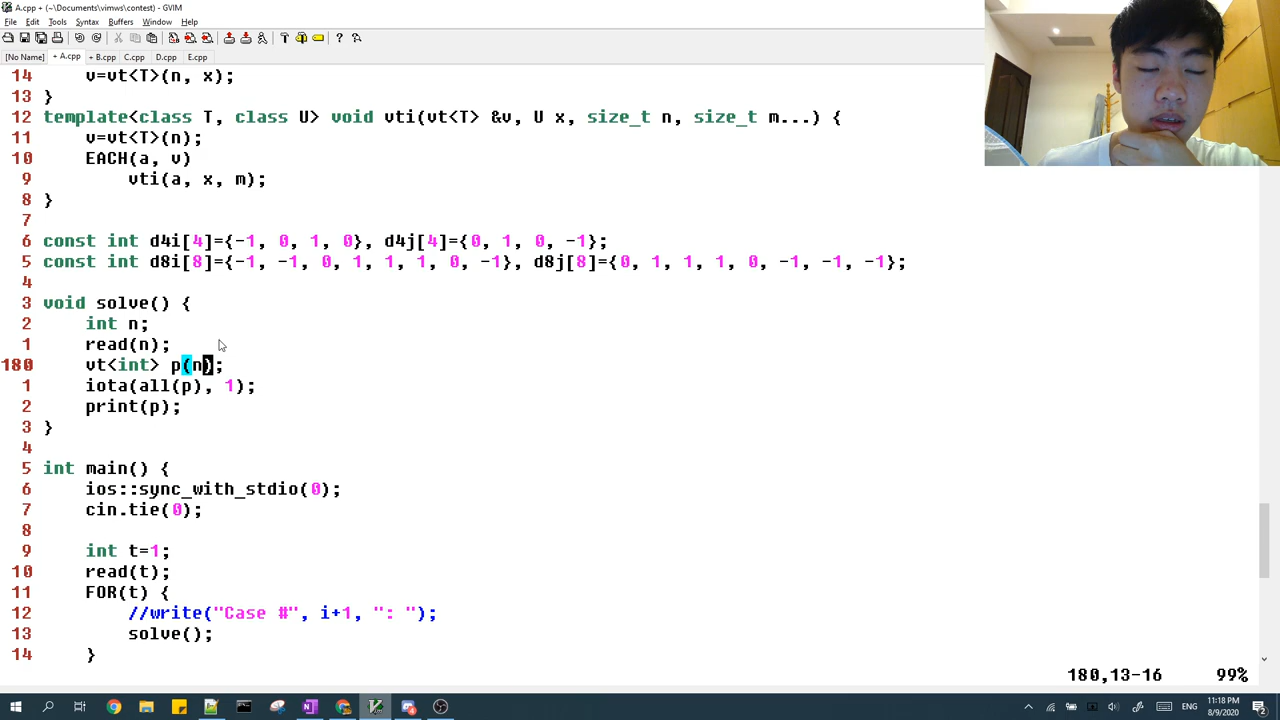 A.cpp + (~\Documents\vimws\contest) - GVIM
File Edit Tools Syntax Buffers Window Help
[No Name] + A.cpp + B.cpp C.cpp D.cpp E.cpp
14 v=vt<T>(n, x);
13 }
12 template<class T, class U> void vti(vt<T> &v, U x, size_t n, size_t m...) {
11 v=vt<T>(n);
10 EACH(a, v)
9 vti(a, x, m);
8 }
7
6 const int d4i[4]={-1, 0, 1, 0}, d4j[4]={0, 1, 0, -1};
5 const int d8i[8]={-1, -1, 0, 1, 1, 1, 0, -1}, d8j[8]={0, 1, 1, 1, 0, -1, -1, -1};
4
3 void solve() {
2 int n;
1 read(n);
180 vt<int> p(n);
1 iota(all(p), 1);
2 print(p);
3 }
4
5 int main() {
6 ios::sync_with_stdio(0);
7 cin.tie(0);
8
9 int t=1;
10 read(t);
11 FOR(t) {
12 //write("Case #", i+1, ": ");
13 solve();
14 }
180,13-16 99%
11:18 PM
8/9/2020